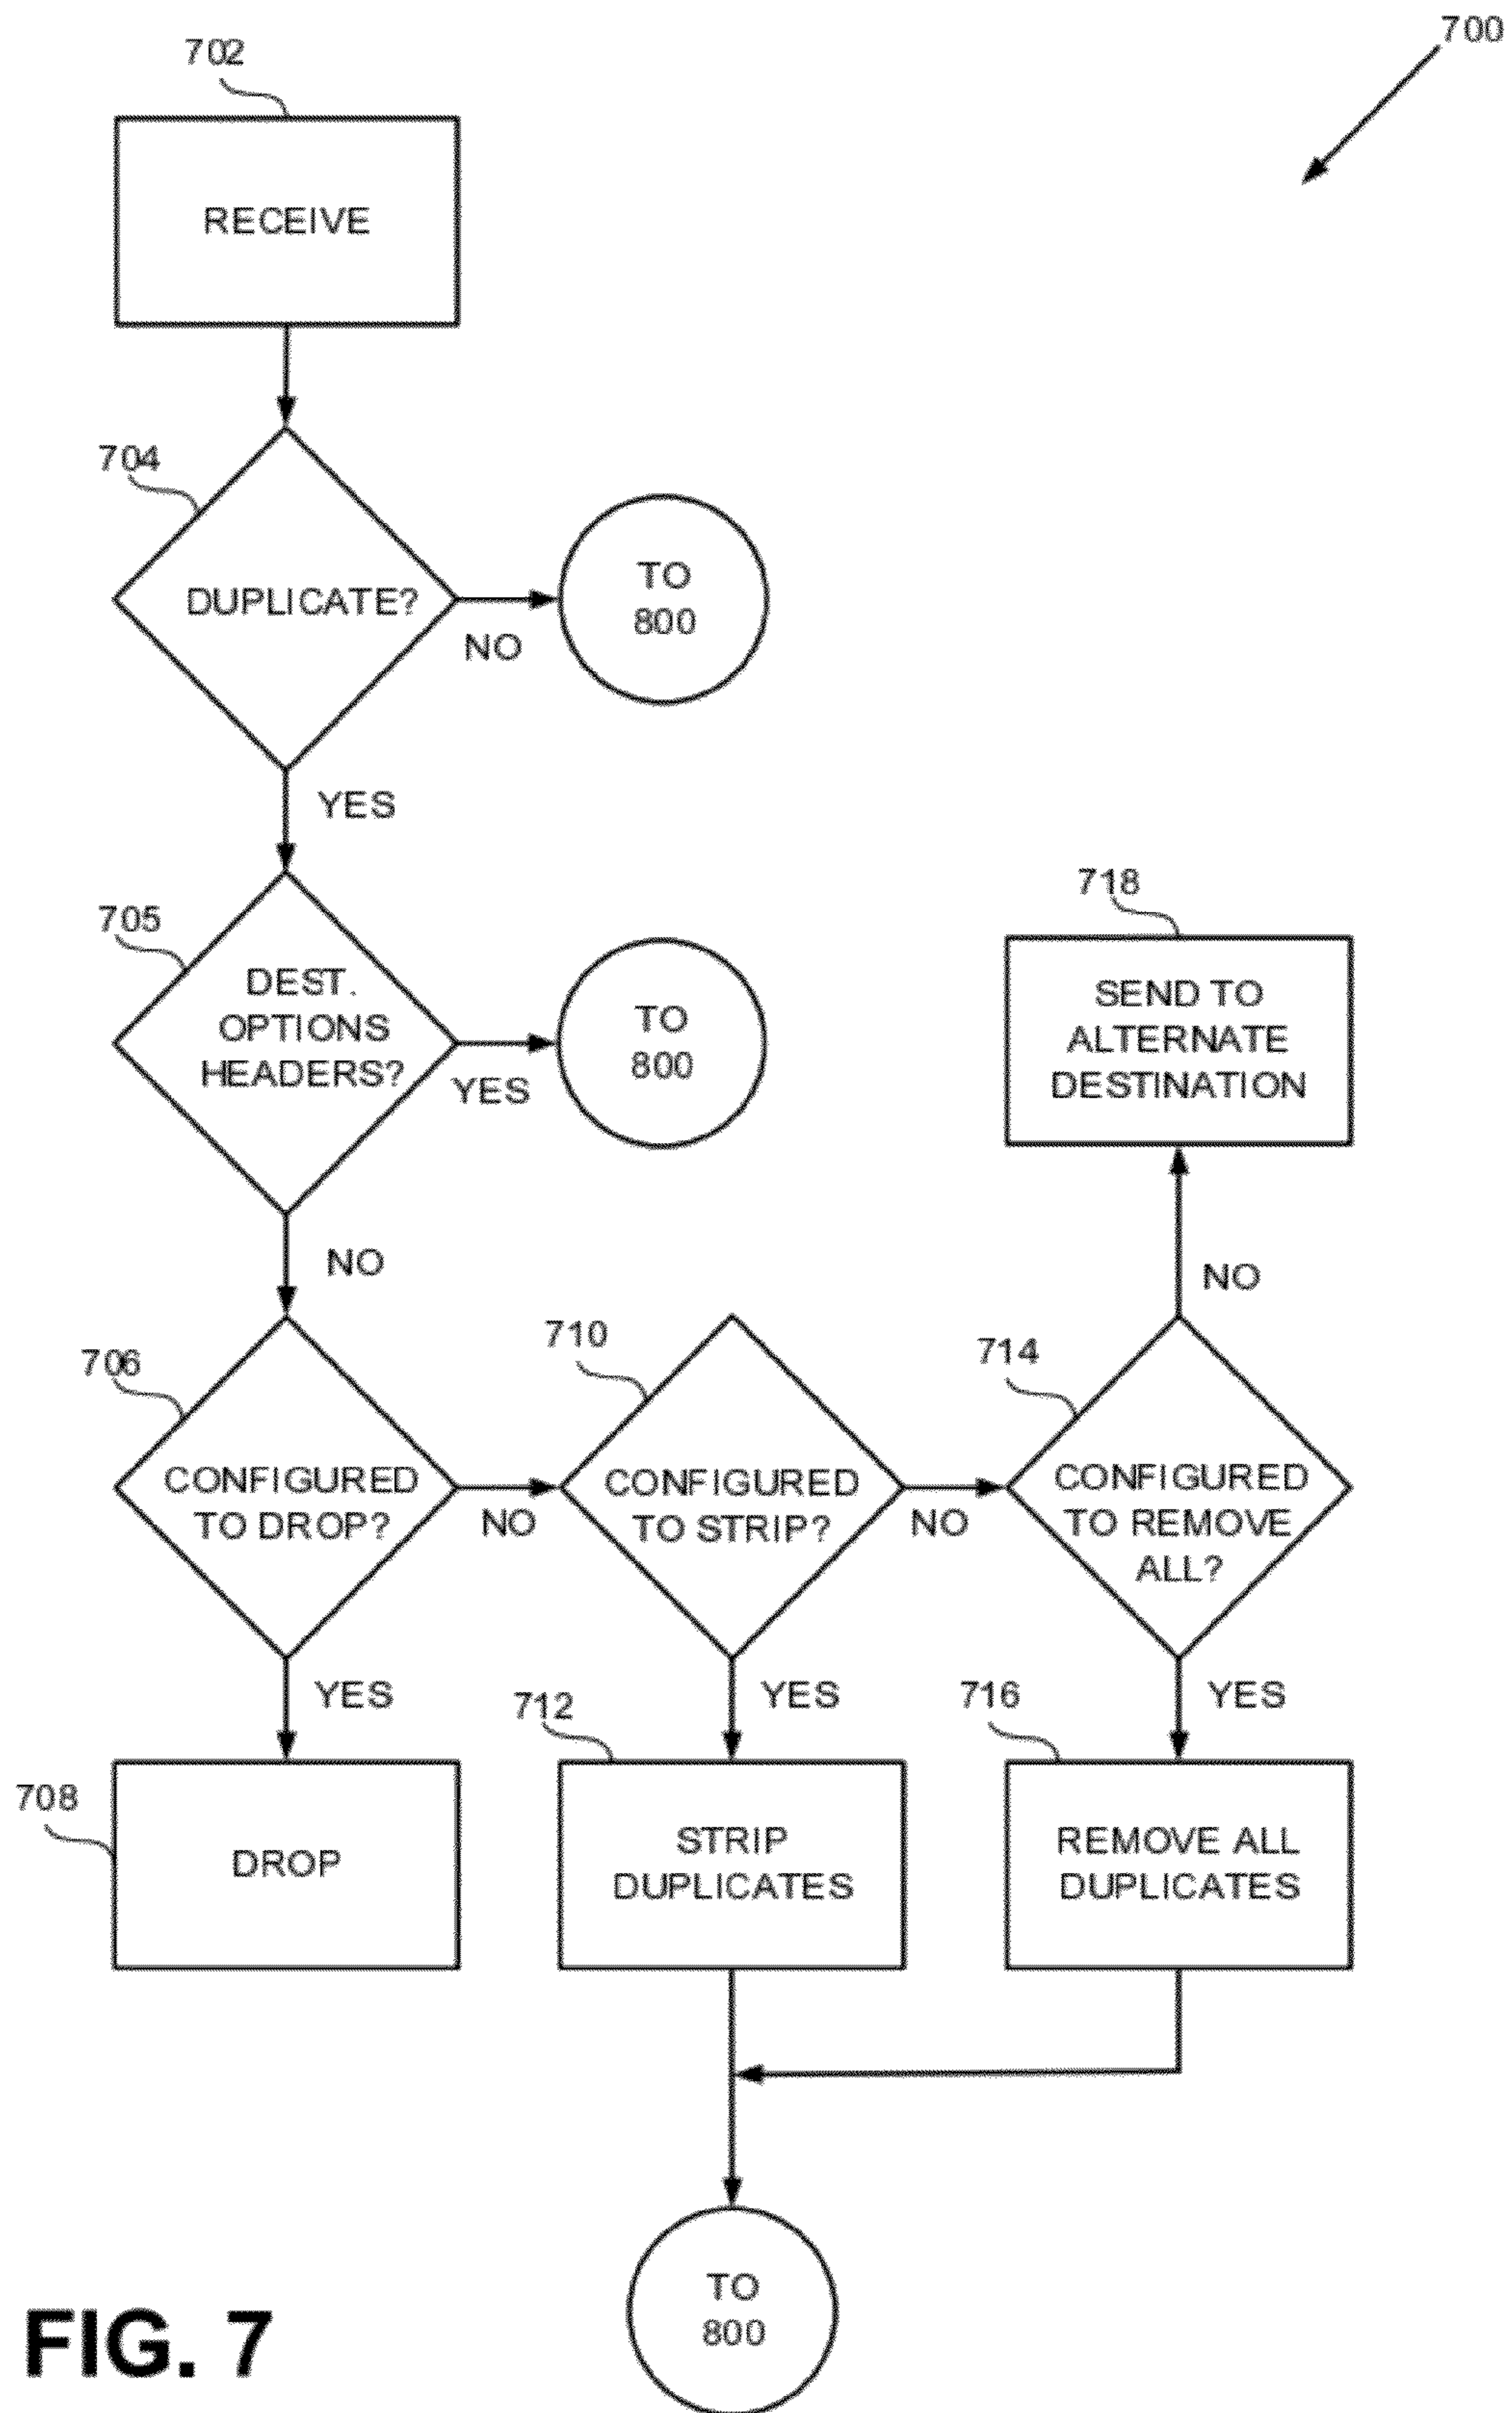 700
702
RECEIVE
704
DUPLICATE?
NO
TO
800
YES
705
DEST.
OPTIONS
HEADERS?
YES
TO
800
718
SEND TO
ALTERNATE
DESTINATION
NO
NO
706
CONFIGURED
TO DROP?
NO
710
CONFIGURED
TO STRIP?
NO
714
CONFIGURED
TO REMOVE
ALL?
YES
YES
YES
708
DROP
712
STRIP
DUPLICATES
716
REMOVE ALL
DUPLICATES
TO
800
FIG. 7